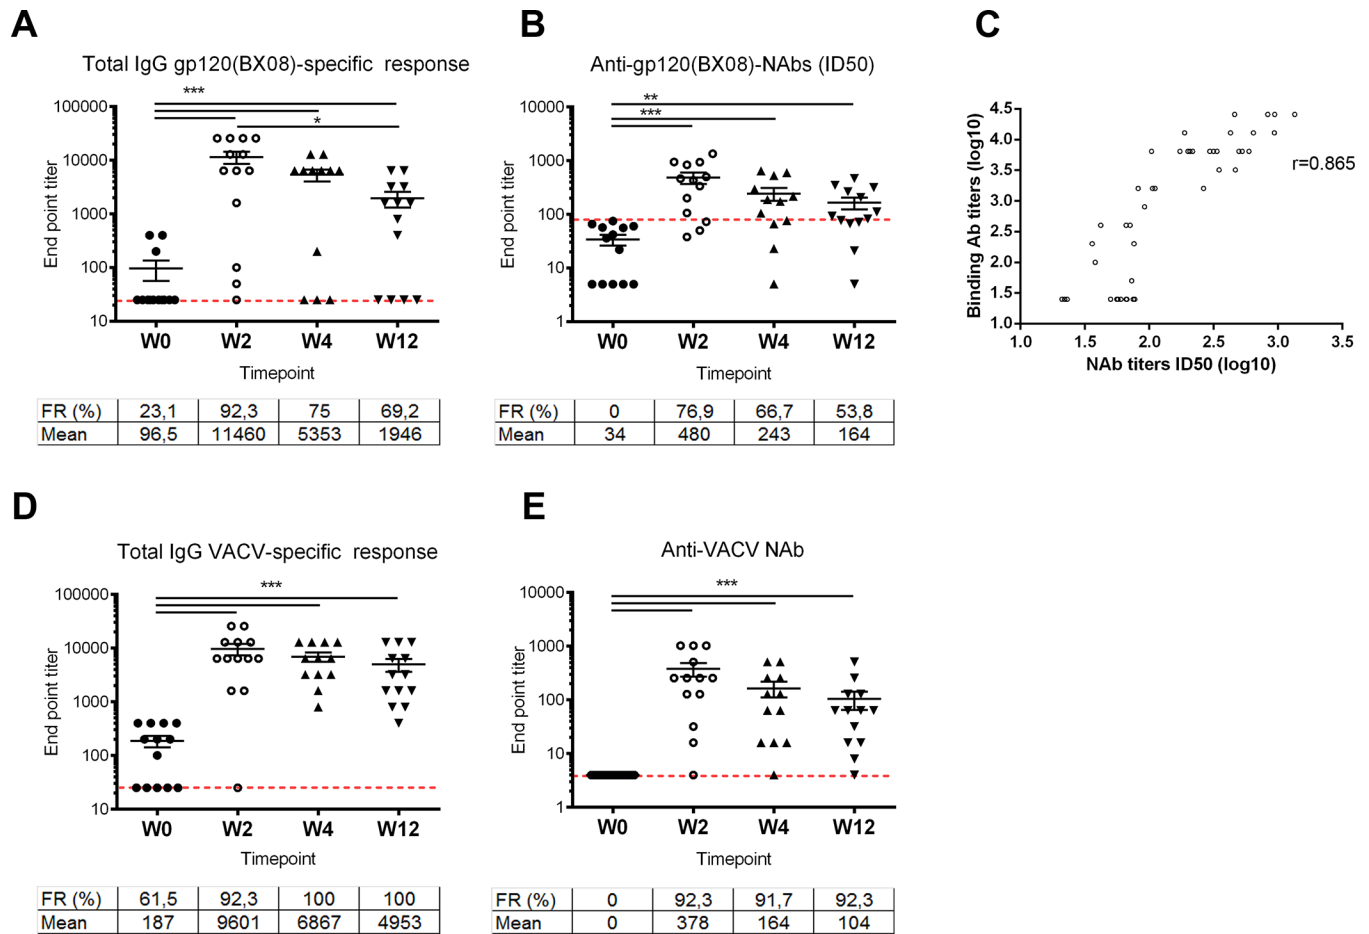 A
Total IgG gp120(BX08)-specific response
***
*
End point titer
100000
10000
1000
100
10
W0 W2 W4 W12
Timepoint
FR (%) 23,1 92,3 75 69,2
Mean 96,5 11460 5353 1946
B
Anti-gp120(BX08)-NAbs (ID50)
**
***
End point titer
10000
1000
100
10
1
W0 W2 W4 W12
Timepoint
FR (%) 0 76,9 66,7 53,8
Mean 34 480 243 164
C
Binding Ab titers (log10)
4.5
4.0
3.5
3.0
2.5
2.0
1.5
1.0
r=0.865
1.0 1.5 2.0 2.5 3.0 3.5
NAb titers ID50 (log10)
D
Total IgG VACV-specific response
***
End point titer
100000
10000
1000
100
10
W0 W2 W4 W12
Timepoint
FR (%) 61,5 92,3 100 100
Mean 187 9601 6867 4953
E
Anti-VACV NAb
***
End point titer
10000
1000
100
10
1
W0 W2 W4 W12
Timepoint
FR (%) 0 92,3 91,7 92,3
Mean 0 378 164 104